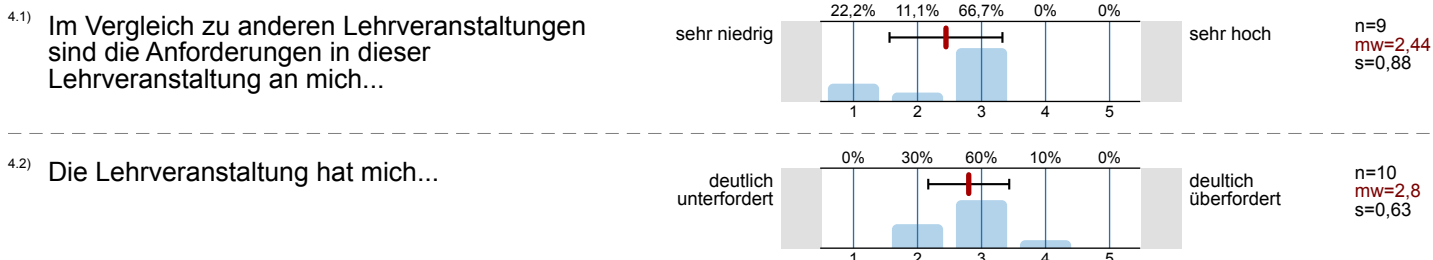 4.1) Im Vergleich zu anderen Lehrveranstaltungen
sind die Anforderungen in dieser
Lehrveranstaltung an mich...
sehr niedrig
22,2% 11,1% 66,7% 0% 0%
1 2 3 4 5
sehr hoch
n=9
mw=2,44
s=0,88
4.2) Die Lehrveranstaltung hat mich...
deutlich
unterfordert
0% 30% 60% 10% 0%
1 2 3 4 5
deultich
überfordert
n=10
mw=2,8
s=0,63